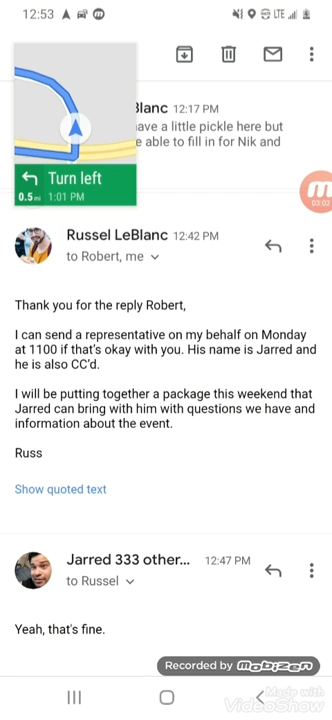 12:53
LTE
Blanc 12:17 PM
ave a little pickle here but
e able to fill in for Nik and
Turn left
0.5 mi 1:01 PM
03:02
Russel LeBlanc 12:42 PM
to Robert, me
Thank you for the reply Robert,
I can send a representative on my behalf on Monday
at 1100 if that's okay with you. His name is Jarred and
he is also CC'd.
I will be putting together a package this weekend that
Jarred can bring with him with questions we have and
information about the event.
Russ
Show quoted text
Jarred 333 other... 12:47 PM
to Russel
Yeah, that's fine.
Recorded by mobizen
Made with
VideoShow